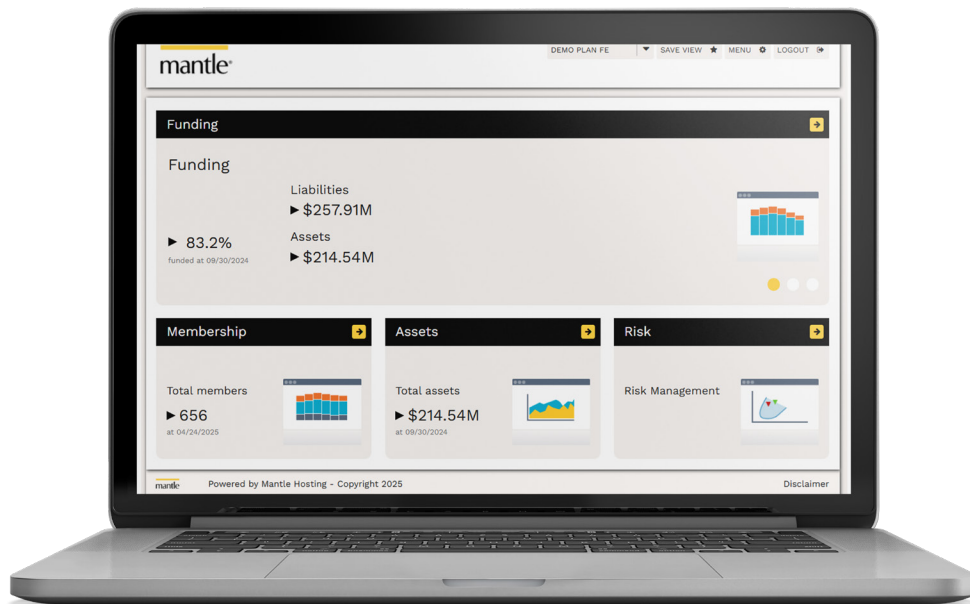 mantle®
DEMO PLAN FE
SAVE VIEW
MENU
LOGOUT
Funding
Funding
Liabilities
$257.91M
Assets
$214.54M
83.2%
funded at 09/30/2024
Membership
Total members
656
at 04/24/2025
Assets
Total assets
$214.54M
at 09/30/2024
Risk
Risk Management
mantle
Powered by Mantle Hosting - Copyright 2025
Disclaimer